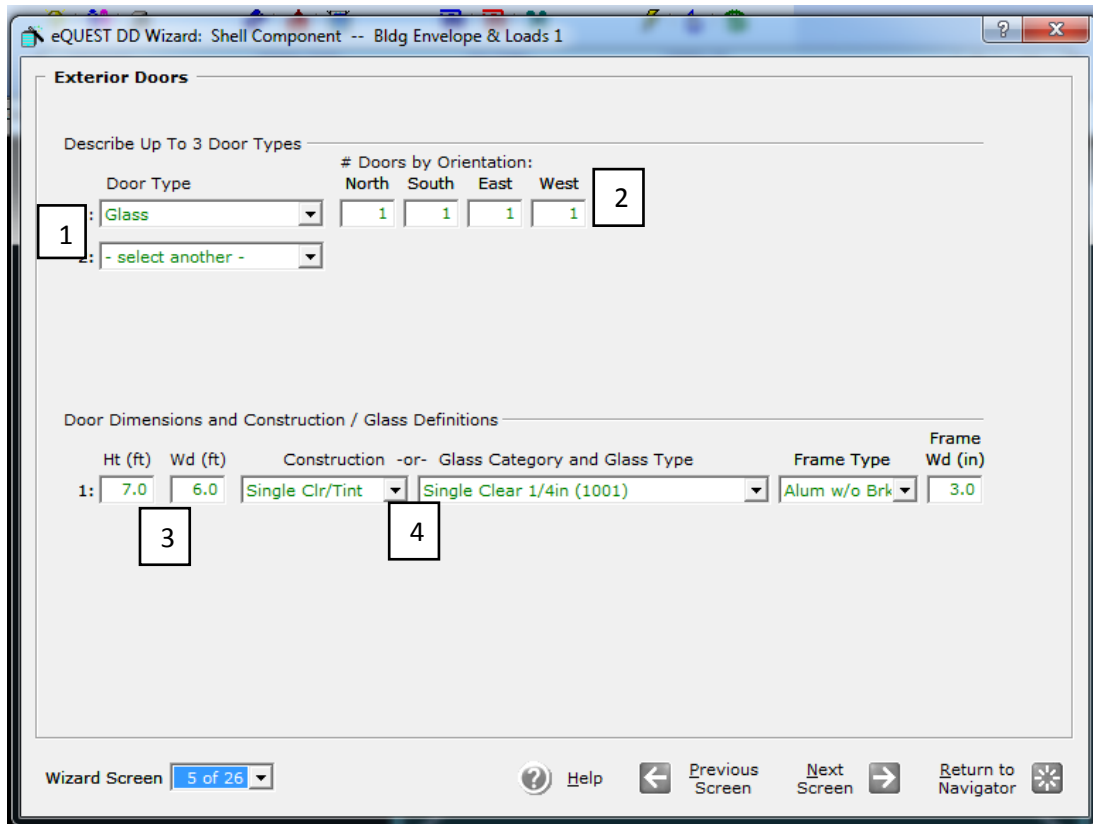 eQUEST DD Wizard: Shell Component -- Bldg Envelope & Loads 1
Exterior Doors
Describe Up To 3 Door Types
# Doors by Orientation:
Door Type North South East West
: Glass 1 1 1 1
1
2
2: - select another -
Door Dimensions and Construction / Glass Definitions
Frame
Ht (ft) Wd (ft) Construction -or- Glass Category and Glass Type Frame Type Wd (in)
1: 7.0 6.0 Single Clr/Tint Single Clear 1/4in (1001) Alum w/o Brk 3.0
3
4
Wizard Screen 5 of 26
Help
Previous
Screen
Next
Screen
Return to
Navigator